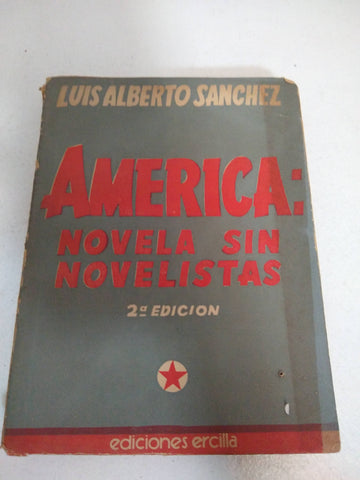 LUIS ALBERTO SANCHEZ
AMERICA:
NOVELA SIN
NOVELISTAS
2ª EDICION
ediciones ercilla